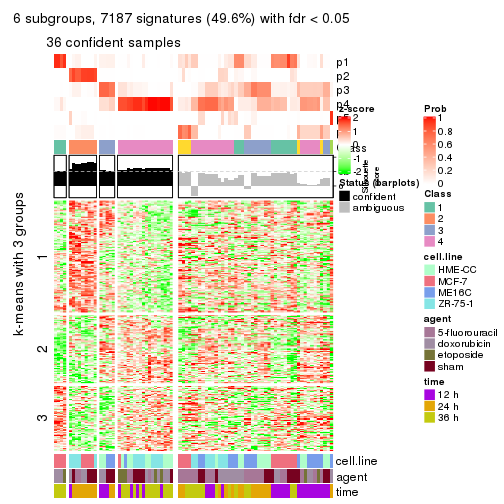 6 subgroups, 7187 signatures (49.6%) with fdr < 0.05
36 confident samples
p1
p2
p3
p4
z-score
2
1
0
-1
-2
Prob
1
0.8
0.6
0.4
0.2
0
Status (barplots)
confident
ambiguous
Silhouette
score
Class
1
2
3
4
cell.line
HME-CC
MCF-7
ME16C
ZR-75-1
agent
5-fluorouracil
doxorubicin
etoposide
sham
time
12 h
24 h
36 h
k-means with 3 groups
1
2
3
cell.line
agent
time